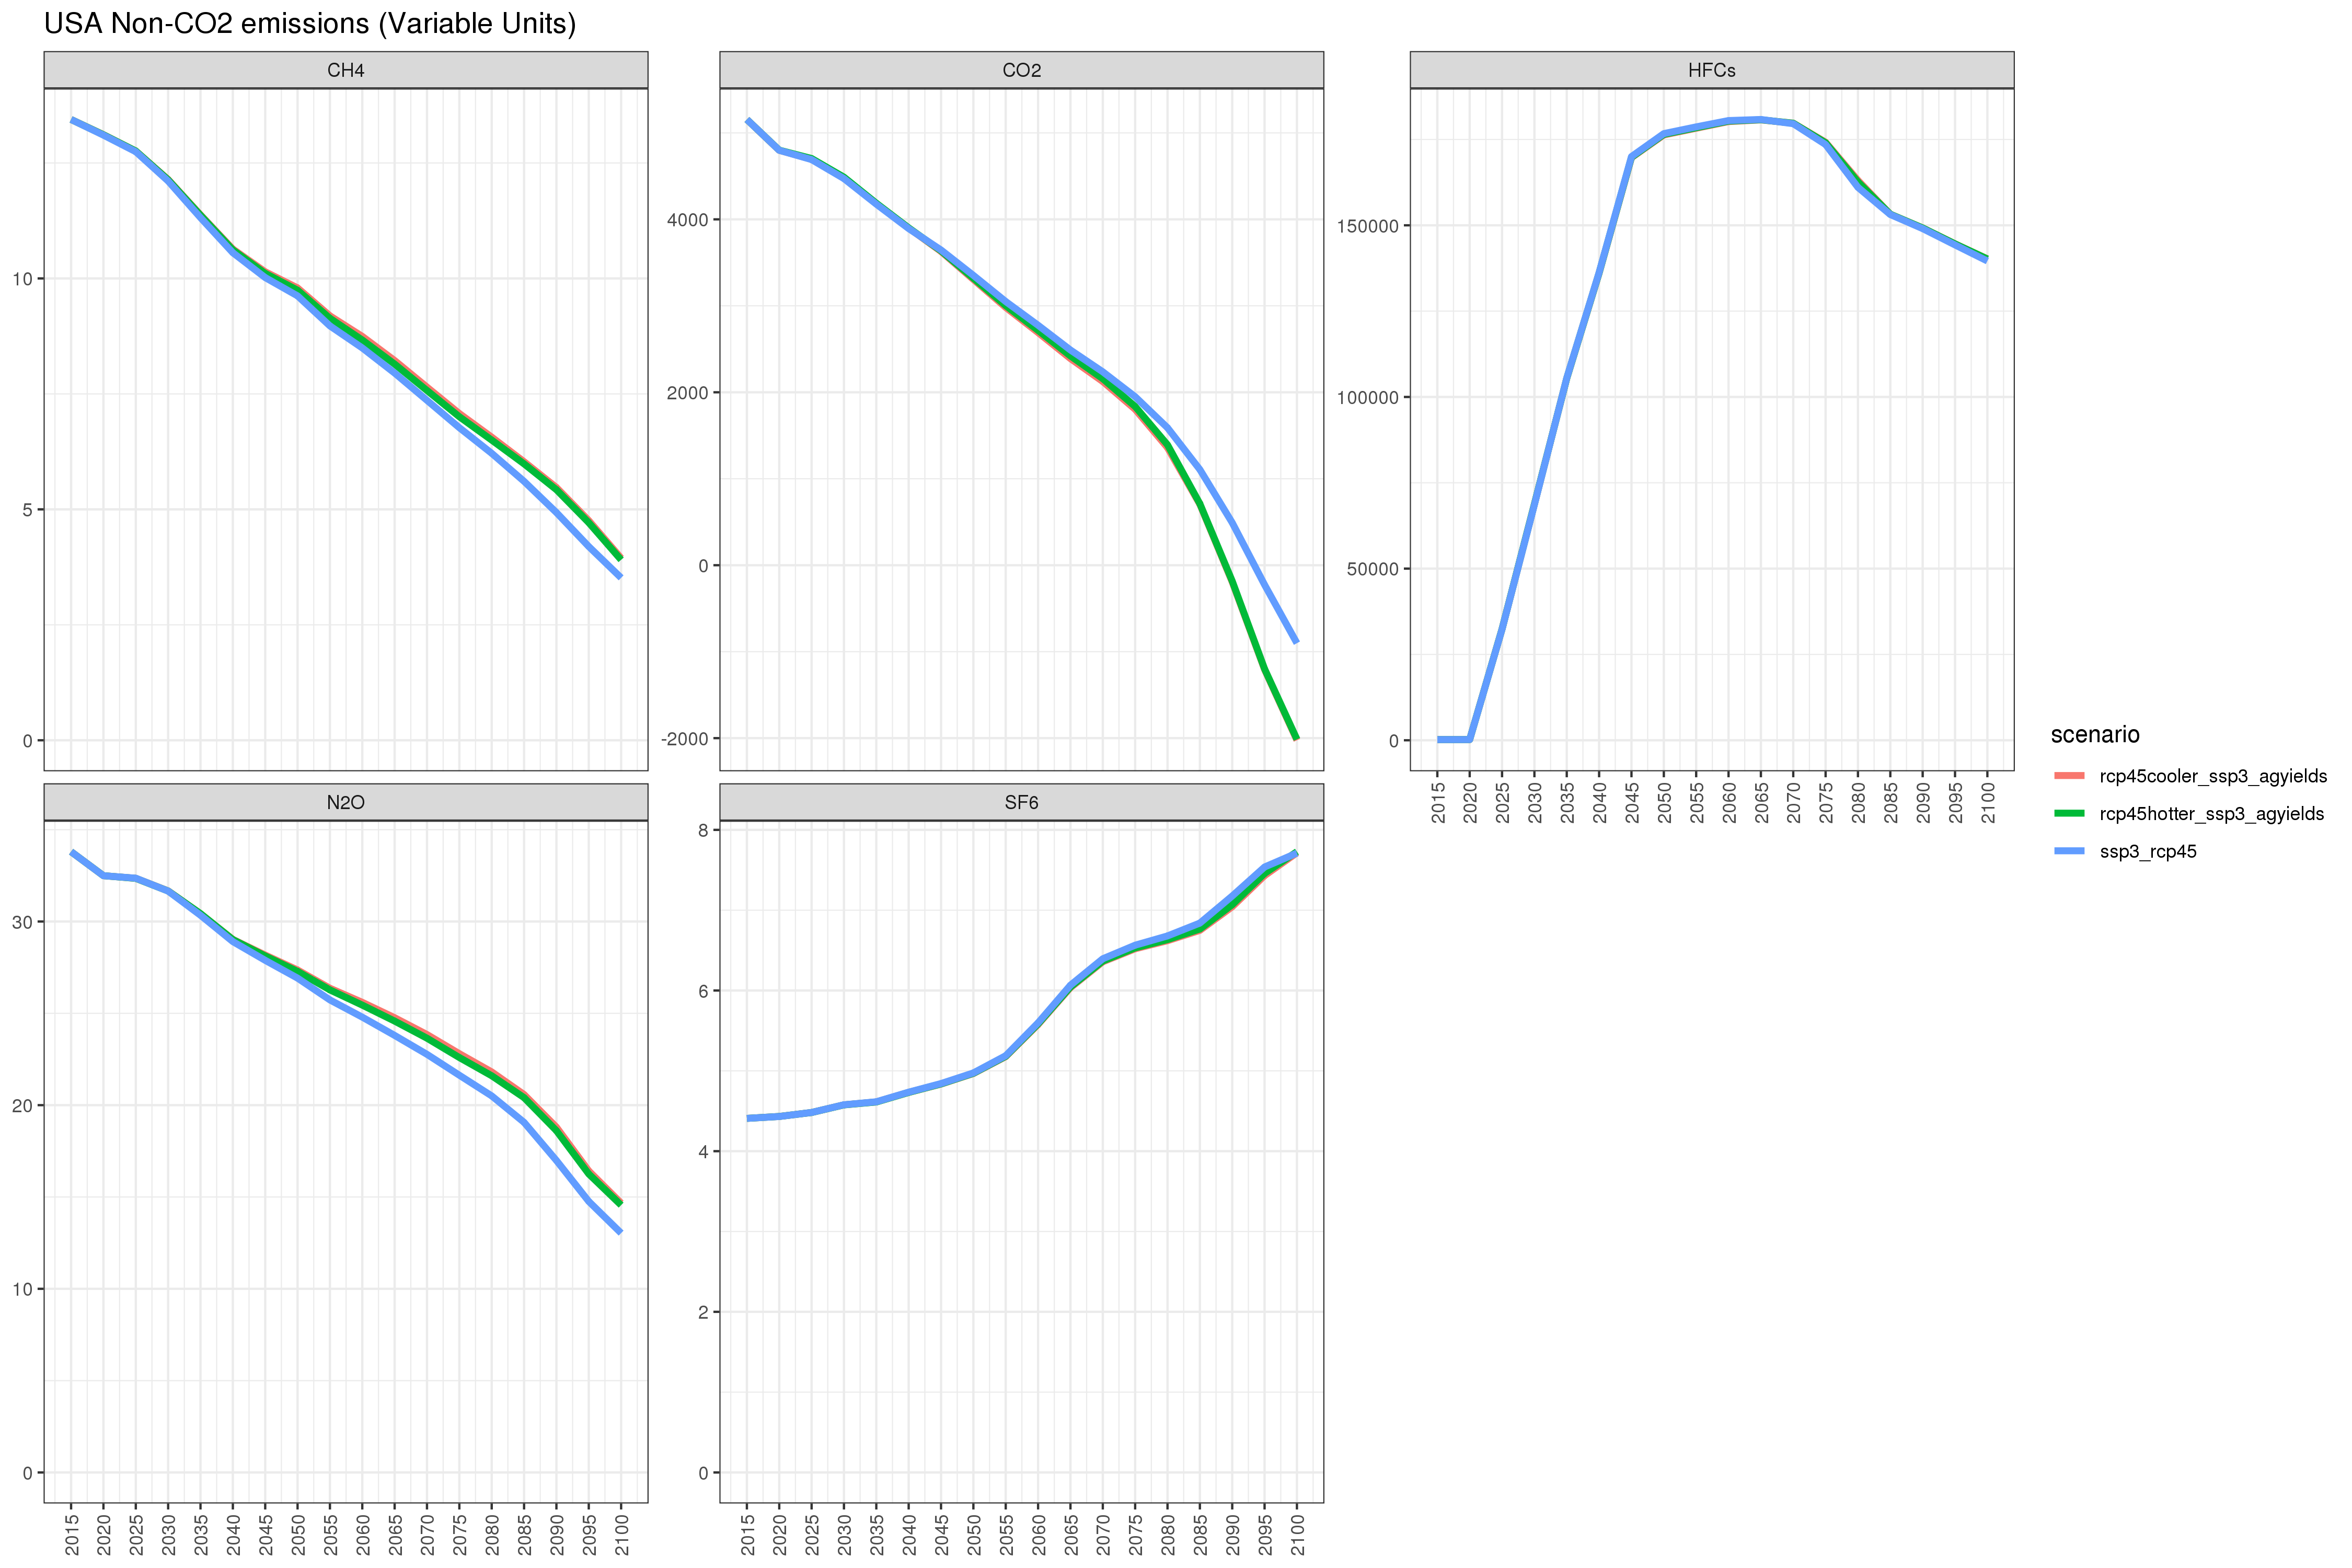 USA Non-CO2 emissions (Variable Units)
CH4
10
5
0
CO2
4000
2000
0
-2000
HFCs
150000
100000
50000
0
2015 2020 2025 2030 2035 2040 2045 2050 2055 2060 2065 2070 2075 2080 2085 2090 2095 2100
N2O
30
20
10
0
2015 2020 2025 2030 2035 2040 2045 2050 2055 2060 2065 2070 2075 2080 2085 2090 2095 2100
SF6
8
6
4
2
0
2015 2020 2025 2030 2035 2040 2045 2050 2055 2060 2065 2070 2075 2080 2085 2090 2095 2100
scenario
rcp45cooler_ssp3_agyields
rcp45hotter_ssp3_agyields
ssp3_rcp45